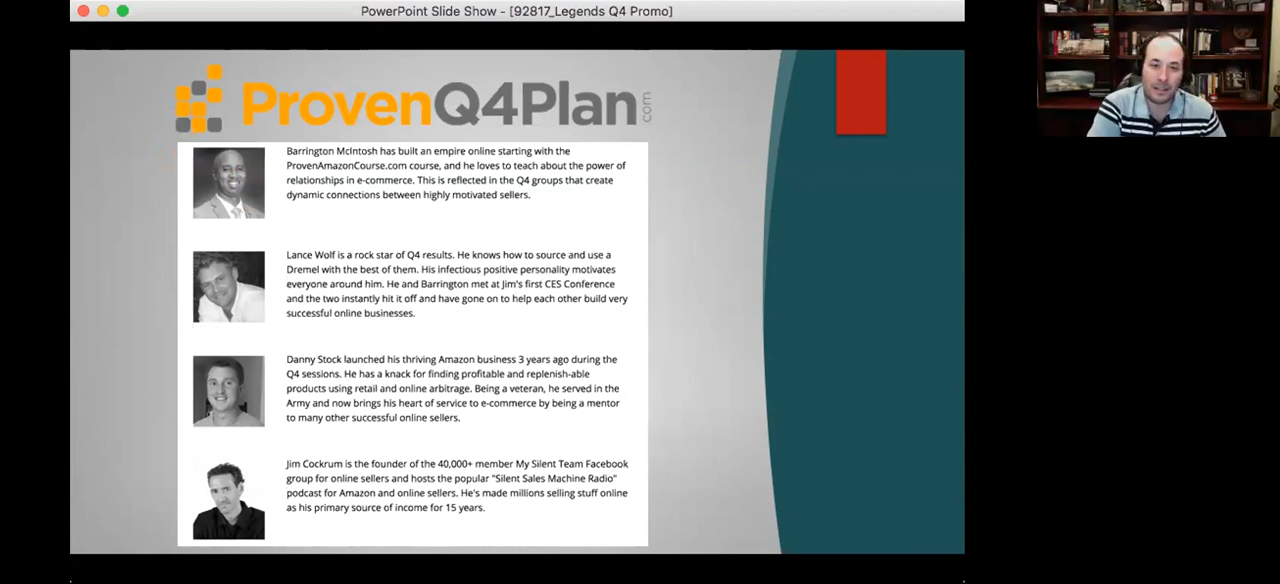 PowerPoint Slide Show - [92817_Legends Q4 Promo]
ProvenQ4Plan.com
Barrington McIntosh has built an empire online starting with the
ProvenAmazonCourse.com course, and he loves to teach about the power of
relationships in e-commerce. This is reflected in the Q4 groups that create
dynamic connections between highly motivated sellers.
Lance Wolf is a rock star of Q4 results. He knows how to source and use a
Dremel with the best of them. His infectious positive personality motivates
everyone around him. He and Barrington met at Jim's first CES Conference
and the two instantly hit it off and have gone on to help each other build very
successful online businesses.
Danny Stock launched his thriving Amazon business 3 years ago during the
Q4 sessions. He has a knack for finding profitable and replenish-able
products using retail and online arbitrage. Being a veteran, he served in the
Army and now brings his heart of service to e-commerce by being a mentor
to many other successful online sellers.
Jim Cockrum is the founder of the 40,000+ member My Silent Team Facebook
group for online sellers and hosts the popular "Silent Sales Machine Radio"
podcast for Amazon and online sellers. He's made millions selling stuff online
as his primary source of income for 15 years.